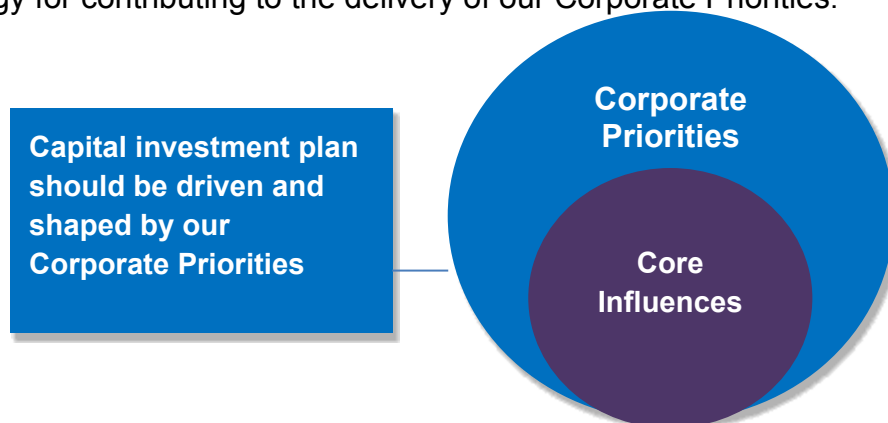 gy for contributing to the delivery of our Corporate Priorities.
Capital investment plan
should be driven and
shaped by our
Corporate Priorities
Corporate
Priorities
Core
Influences